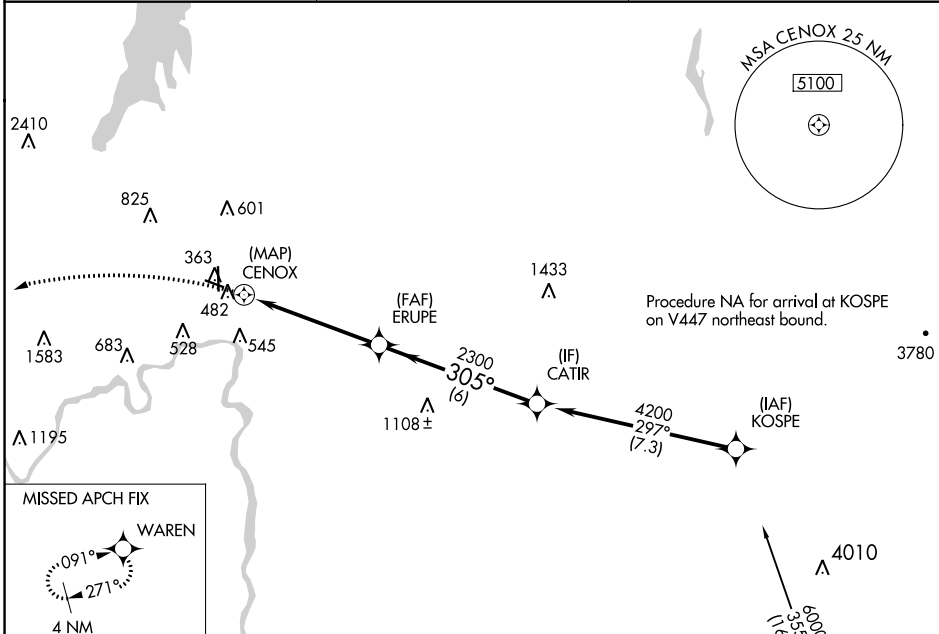 MSA CENOX 25 NM
5100
2410
825
601
363
(MAP)
CENOX
482
1433
(FAF)
ERUPE
Procedure NA for arrival at KOSPE
on V447 northeast bound.
3780
1583
683
528
545
2300
305°
(6)
(IF)
CATIR
1108±
4200
297°
(7.3)
(IAF)
KOSPE
1195
MISSED APCH FIX
WAREN
091°
271°
4 NM
4010
6000